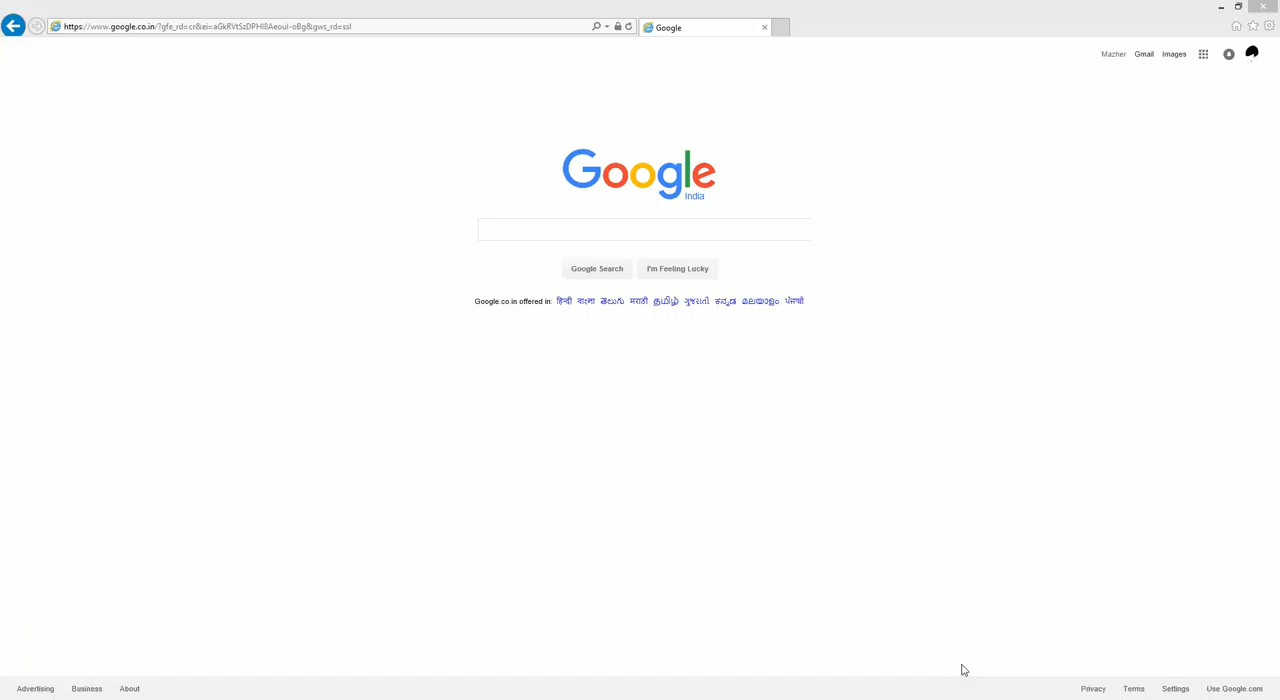 https://www.google.co.in/?gfe_rd=cr&ei=aGkRVtSzDPHI8Aeoul-oBg&gws_rd=ssl
Google
Mazher Gmail Images
Google
India
Google Search I'm Feeling Lucky
Google.co.in offered in: हिन्दी বাংলা తెలుగు मराठी தமிழ் ગુજરાતી ಕನ್ನಡ മലയാളം ਪੰਜਾਬੀ
Advertising Business About Privacy Terms Settings Use Google.com